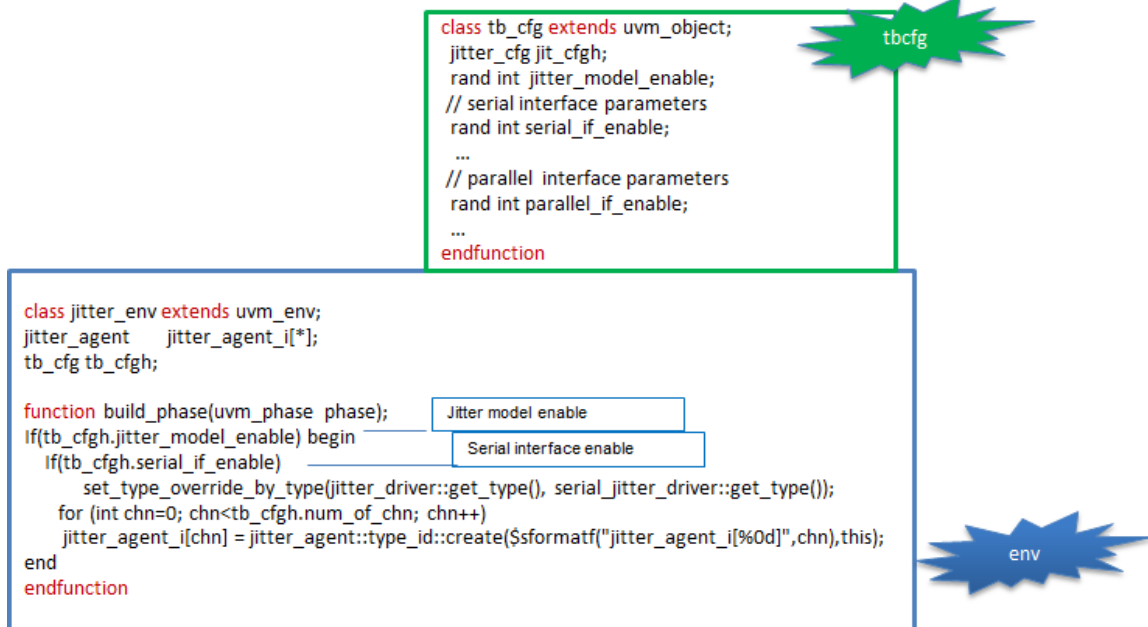 class tb_cfg extends uvm_object;
jitter_cfg jit_cfgh;
rand int jitter_model_enable;
// serial interface parameters
rand int serial_if_enable;
...
// parallel interface parameters
rand int parallel_if_enable;
...
endfunction
tbcfg
class jitter_env extends uvm_env;
jitter_agent jitter_agent_i[*];
tb_cfg tb_cfgh;
function build_phase(uvm_phase phase);
Jitter model enable
If(tb_cfgh.jitter_model_enable) begin
Serial interface enable
If(tb_cfgh.serial_if_enable)
set_type_override_by_type(jitter_driver::get_type(), serial_jitter_driver::get_type());
for (int chn=0; chn<tb_cfgh.num_of_chn; chn++)
jitter_agent_i[chn] = jitter_agent::type_id::create($sformatf("jitter_agent_i[%0d]",chn),this);
end
endfunction
env